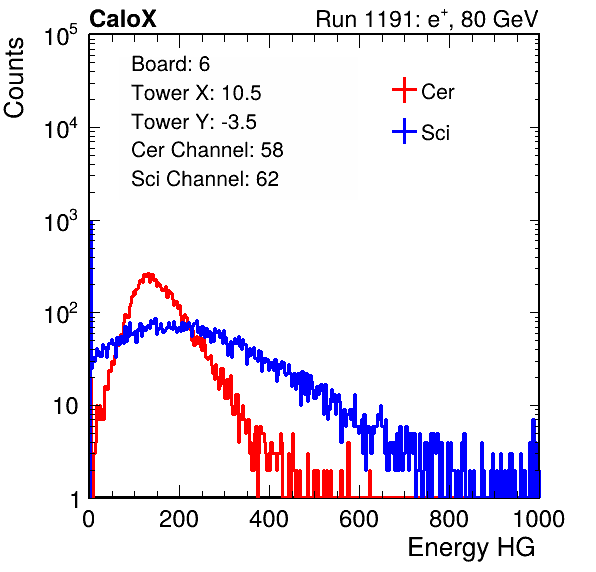 CaloX
Run 1191: e⁺, 80 GeV
Counts
10⁵
10⁴
10³
10²
10
1
Board: 6
Tower X: 10.5
Tower Y: -3.5
Cer Channel: 58
Sci Channel: 62
Cer
Sci
0 200 400 600 800 1000
Energy HG